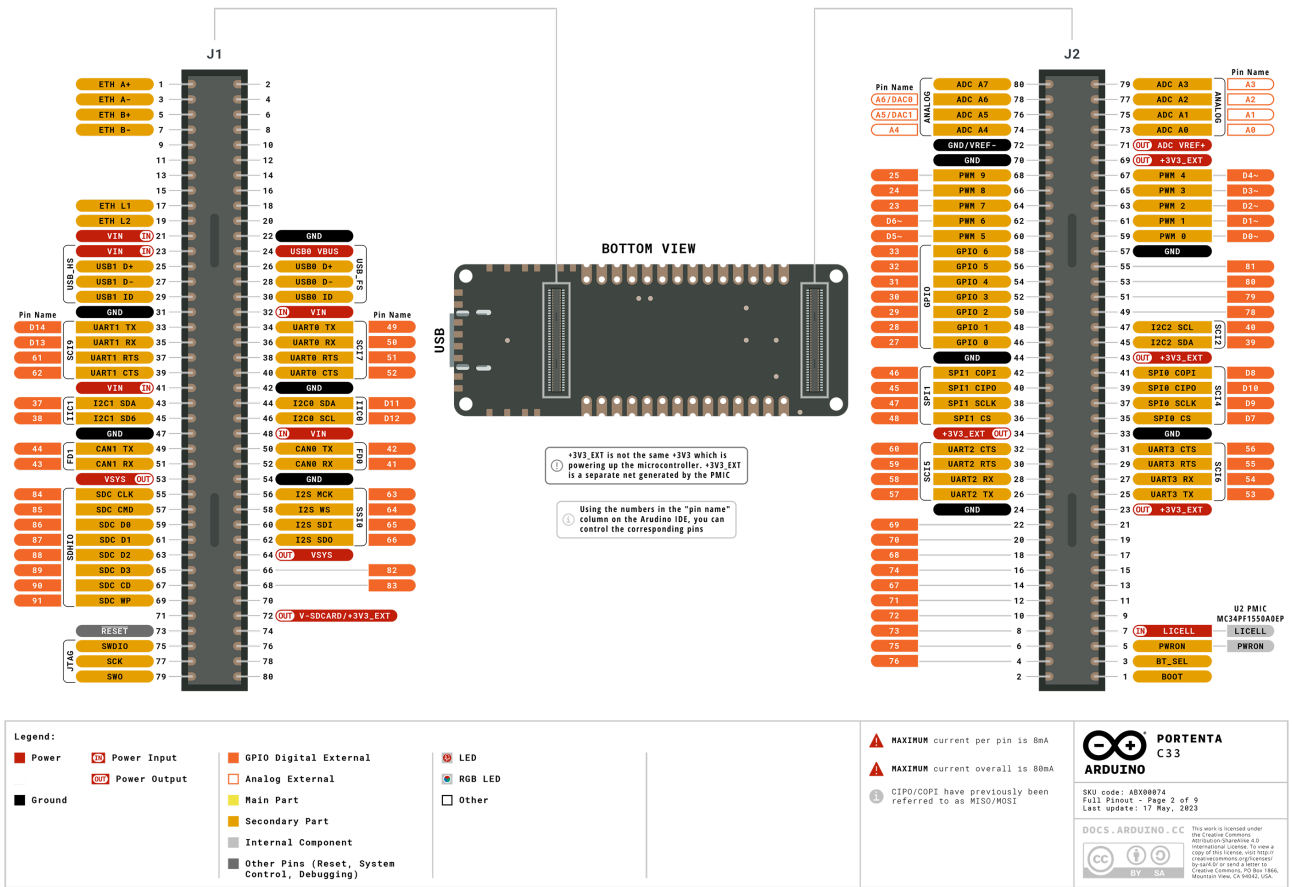 J1
J2
ETH A+ 1 2
ETH A- 3 4
ETH B+ 5 6
ETH B- 7 8
9 10
11 12
13 14
15 16
ETH L1 17 18
ETH L2 19 20
VIN IN 21 22 GND
USB_HS
VIN IN 23 24 USB0 VBUS
USB1 D+ 25 26 USB0 D+
USB1 D- 27 28 USB0 D-
USB1 ID 29 30 USB0 ID
USB_FS
GND 31 32 IN VIN
Pin Name
Pin Name
D14 UART1 TX 33 34 UART0 TX 49
D13 UART1 RX 35 36 UART0 RX 50
61 UART1 RTS 37 38 UART0 RTS 51
62 UART1 CTS 39 40 UART0 CTS 52
SCI9
SCI7
VIN IN 41 42 GND
37 I2C1 SDA 43 44 I2C0 SDA D11
38 I2C1 SD6 45 46 I2C0 SCL D12
IIC1
IIC0
GND 47 48 IN VIN
44 CAN1 TX 49 50 CAN0 TX 42
43 CAN1 RX 51 52 CAN0 RX 41
FD1
FD0
VSYS OUT 53 54 GND
84 SDC CLK 55 56 I2S MCK 63
85 SDC CMD 57 58 I2S WS 64
86 SDC D0 59 60 I2S SDI 65
87 SDC D1 61 62 I2S SDO 66
SSI0
88 SDC D2 63 64 OUT VSYS
89 SDC D3 65 66 82
90 SDC CD 67 68 83
91 SDC WP 69 70
SDHIO
71 72 OUT V-SDCARD/+3V3_EXT
RESET 73 74
SWDIO 75 76
SCK 77 78
SWO 79 80
JTAG
BOTTOM VIEW
USB
+3V3_EXT is not the same +3V3 which is
powering up the microcontroller. +3V3_EXT
is a separate net generated by the PMIC
Using the numbers in the "pin name"
column on the Arudino IDE, you can
control the corresponding pins
Pin Name
Pin Name
ADC A7 80 79 ADC A3 A3
A6/DAC0 ADC A6 78 77 ADC A2 A2
A5/DAC1 ADC A5 76 75 ADC A1 A1
A4 ADC A4 74 73 ADC A0 A0
ANALOG
ANALOG
GND/VREF- 72 71 OUT ADC VREF+
GND 70 69 OUT +3V3_EXT
25 PWM 9 68 67 PWM 4 D4~
24 PWM 8 66 65 PWM 3 D3~
23 PWM 7 64 63 PWM 2 D2~
D6~ PWM 6 62 61 PWM 1 D1~
D5~ PWM 5 60 59 PWM 0 D0~
33 GPIO 6 58 57 GND
32 GPIO 5 56 55 81
31 GPIO 4 54 53 80
30 GPIO 3 52 51 79
29 GPIO 2 50 49 78
28 GPIO 1 48 47 I2C2 SCL 40
27 GPIO 0 46 45 I2C2 SDA 39
GPIO
SCI2
GND 44 43 OUT +3V3_EXT
46 SPI1 COPI 42 41 SPI0 COPI D8
45 SPI1 CIPO 40 39 SPI0 CIPO D10
47 SPI1 SCLK 38 37 SPI0 SCLK D9
48 SPI1 CS 36 35 SPI0 CS D7
SPI1
SCI4
+3V3_EXT OUT 34 33 GND
60 UART2 CTS 32 31 UART3 CTS 56
59 UART2 RTS 30 29 UART3 RTS 55
58 UART2 RX 28 27 UART3 RX 54
57 UART2 TX 26 25 UART3 TX 53
SCI5
SCI6
GND 24 23 OUT +3V3_EXT
69 22 21
70 20 19
68 18 17
74 16 15
67 14 13
71 12 11
72 10 9
U2 PMIC
MC34PF1550A0EP
73 8 7 IN LICELL LICELL
75 6 5 PWRON PWRON
76 4 3 BT_SEL
2 1 BOOT
Legend:
Power
IN Power Input
OUT Power Output
Ground
GPIO Digital External
Analog External
Main Part
Secondary Part
Internal Component
Other Pins (Reset, System
Control, Debugging)
LED
RGB LED
Other
MAXIMUM current per pin is 8mA
MAXIMUM current overall is 80mA
CIPO/COPI have previously been
referred to as MISO/MOSI
ARDUINO
PORTENTA
C33
SKU code: ABX00074
Full Pinout - Page 2 of 9
Last update: 17 May, 2023
DOCS.ARDUINO.CC
CC BY SA
This work is licensed under
the Creative Commons
Attribution-ShareAlike 4.0
International License. To view a
copy of this license, visit http://
creativecommons.org/licenses/
by-sa/4.0/ or send a letter to
Creative Commons, PO Box 1866,
Mountain View, CA 94042, USA.